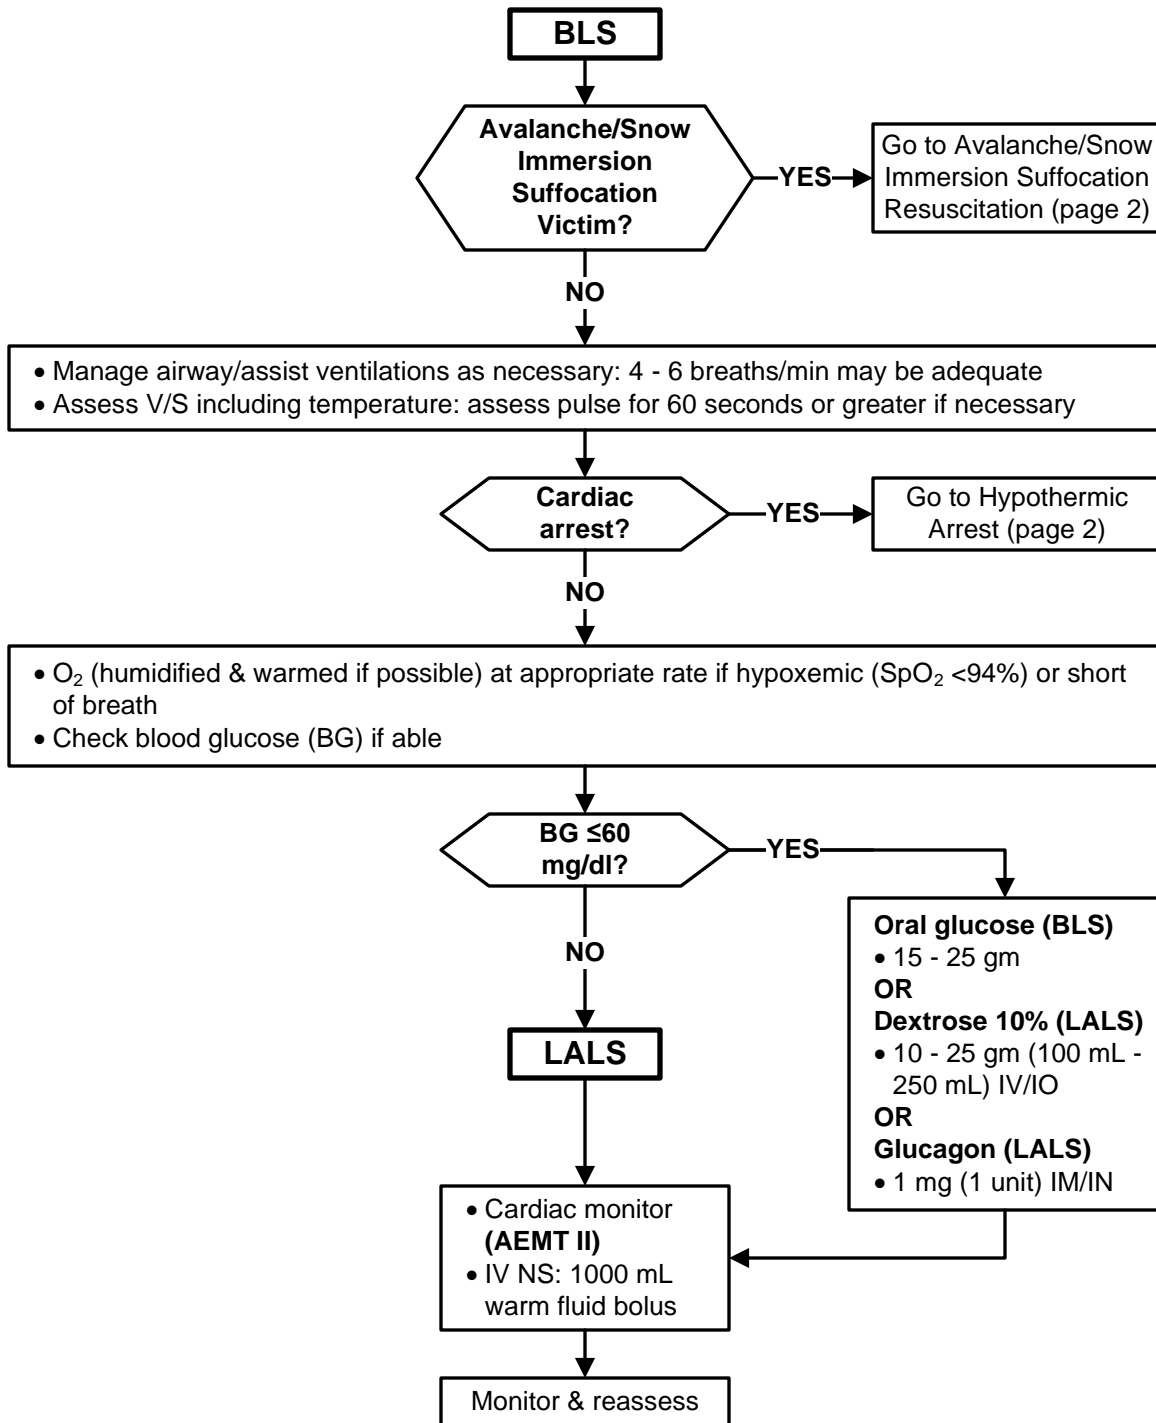 BLS
Avalanche/Snow
Immersion
Suffocation
Victim?
YES
Go to Avalanche/Snow
Immersion Suffocation
Resuscitation (page 2)
NO
• Manage airway/assist ventilations as necessary: 4 - 6 breaths/min may be adequate
• Assess V/S including temperature: assess pulse for 60 seconds or greater if necessary
Cardiac
arrest?
YES
Go to Hypothermic
Arrest (page 2)
NO
• O₂ (humidified & warmed if possible) at appropriate rate if hypoxemic (SpO₂ <94%) or short
of breath
• Check blood glucose (BG) if able
BG ≤60
mg/dl?
YES
Oral glucose (BLS)
• 15 - 25 gm
OR
Dextrose 10% (LALS)
• 10 - 25 gm (100 mL -
250 mL) IV/IO
OR
Glucagon (LALS)
• 1 mg (1 unit) IM/IN
NO
LALS
• Cardiac monitor
(AEMT II)
• IV NS: 1000 mL
warm fluid bolus
Monitor & reassess